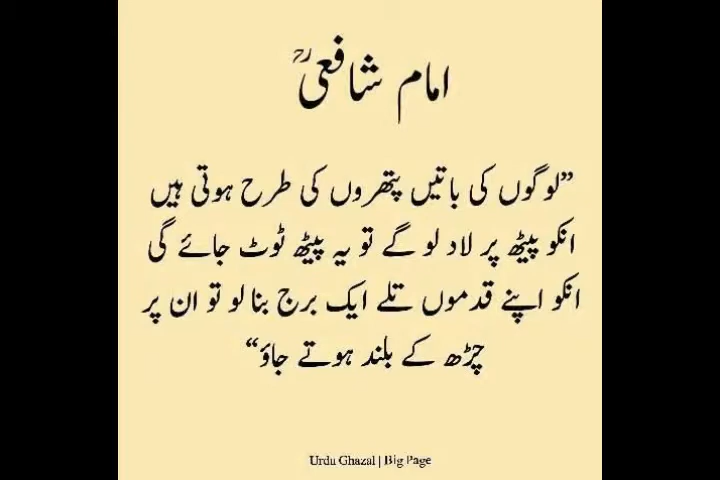 امام شافعیؒ
”لوگوں کی باتیں پتھروں کی طرح ہوتی ہیں
انکو پیٹھ پر لاد لو گے تو یہ پیٹھ ٹوٹ جائے گی
انکو اپنے قدموں تلے ایک برج بنا لو تو ان پر
چڑھ کے بلند ہوتے جاؤ“
Urdu Ghazal | Big Page